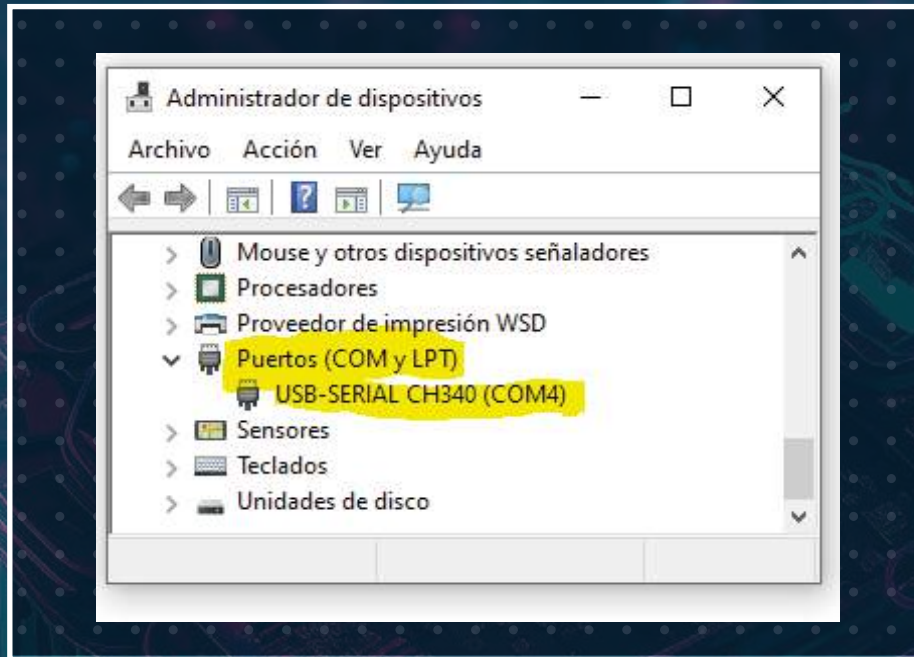 Administrador de dispositivos
Archivo Acción Ver Ayuda
Mouse y otros dispositivos señaladores
Procesadores
Proveedor de impresión WSD
Puertos (COM y LPT)
USB-SERIAL CH340 (COM4)
Sensores
Teclados
Unidades de disco